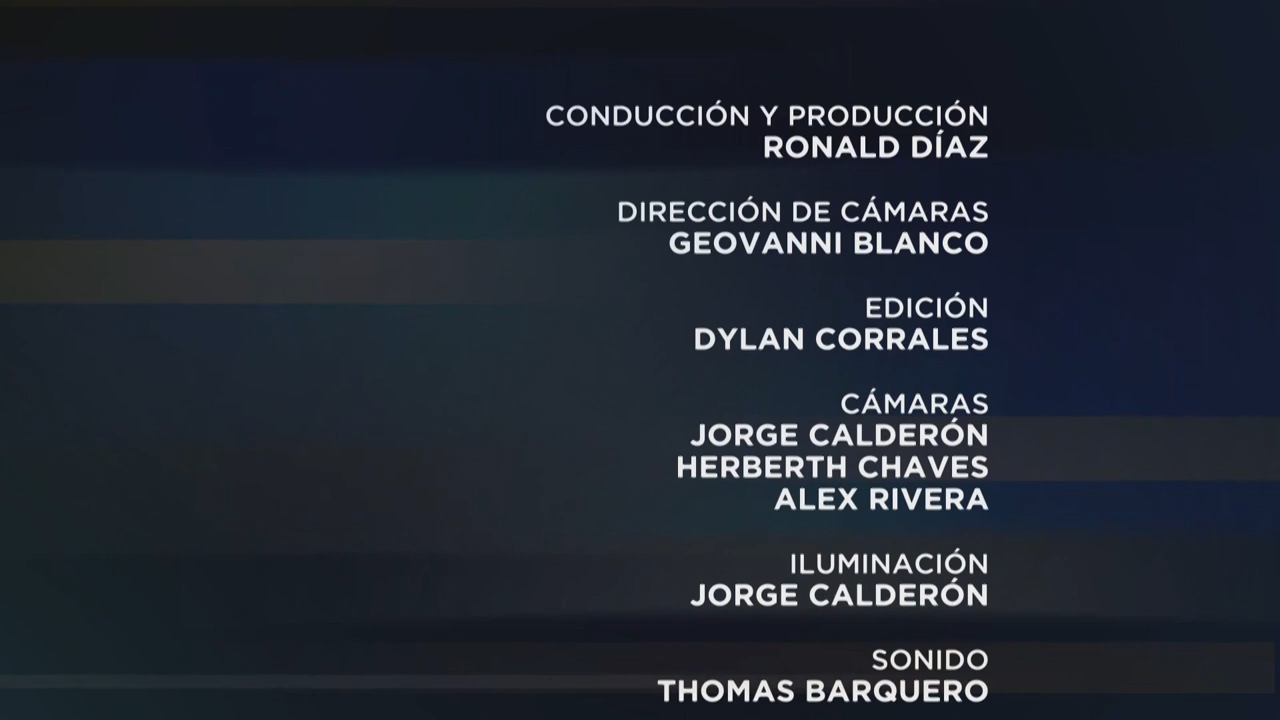 CONDUCCIÓN Y PRODUCCIÓN
RONALD DÍAZ
DIRECCIÓN DE CÁMARAS
GEOVANNI BLANCO
EDICIÓN
DYLAN CORRALES
CÁMARAS
JORGE CALDERÓN
HERBERTH CHAVES
ALEX RIVERA
ILUMINACIÓN
JORGE CALDERÓN
SONIDO
THOMAS BARQUERO